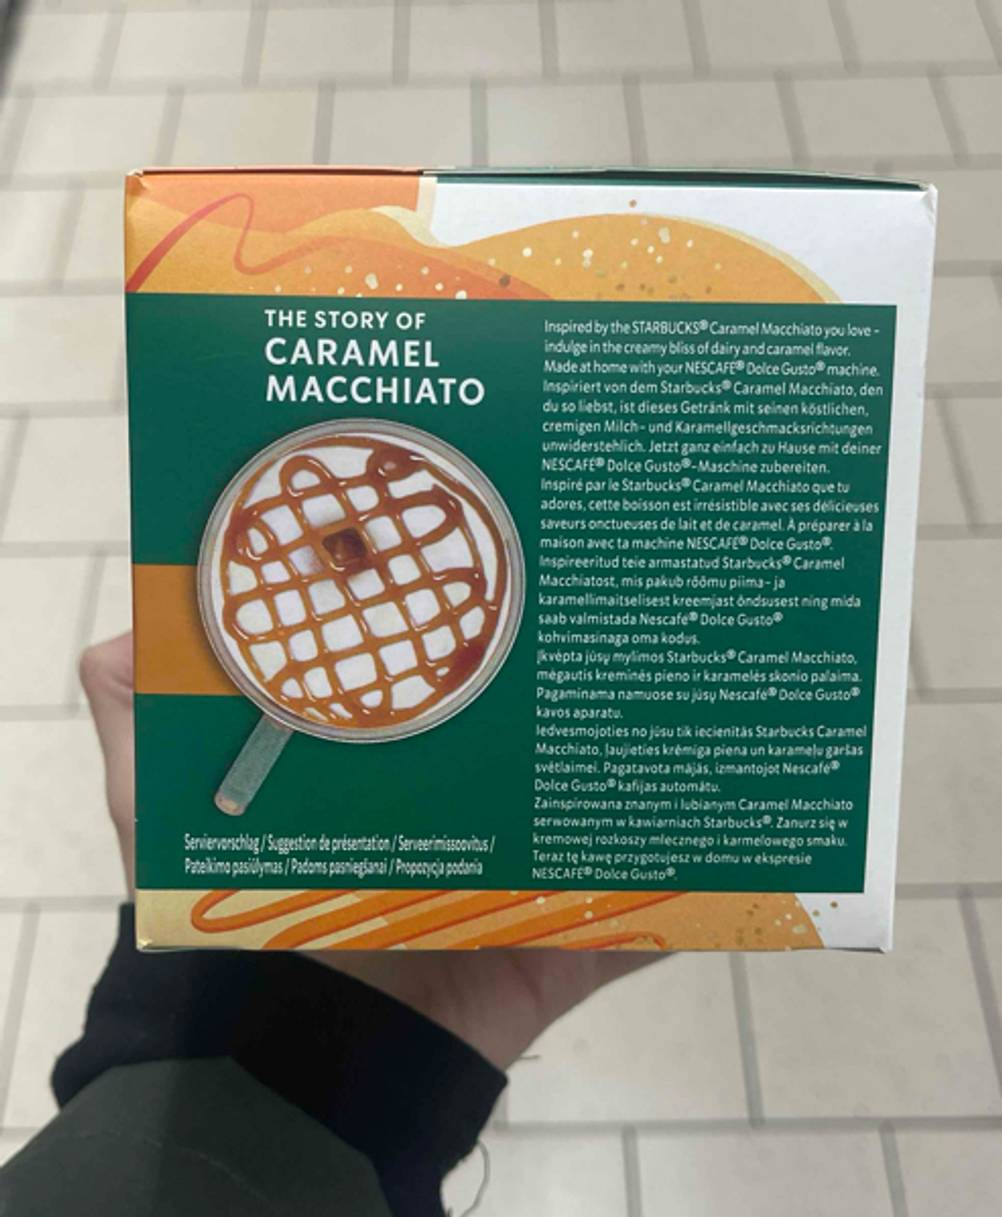 THE STORY OF
CARAMEL
MACCHIATO
Inspired by the STARBUCKS® Caramel Macchiato you love -
indulge in the creamy bliss of dairy and caramel flavor.
Made at home with your NESCAFÉ® Dolce Gusto® machine.
Inspiriert von dem Starbucks® Caramel Macchiato, den
du so liebst, ist dieses Getränk mit seinen köstlichen,
cremigen Milch- und Karamellgeschmacksrichtungen
unwiderstehlich. Jetzt ganz einfach zu Hause mit deiner
NESCAFÉ® Dolce Gusto®-Maschine zubereiten.
Inspiré par le Starbucks® Caramel Macchiato que tu
adores, cette boisson est irrésistible avec ses délicieuses
saveurs onctueuses de lait et de caramel. À préparer à la
maison avec ta machine NESCAFÉ® Dolce Gusto®.
Inspireeritud teie armastatud Starbucks® Caramel
Macchiatost, mis pakub rõõmu piima- ja
karamellimaitselisest kreemjast õndsusest ning mida
saab valmistada Nescafé® Dolce Gusto®
kohvimasinaga oma kodus.
Įkvėpta jūsų mylimos Starbucks® Caramel Macchiato,
mėgautis kreminės pieno ir karamelės skonio palaima.
Pagaminama namuose su jūsų Nescafé® Dolce Gusto®
kavos aparatu.
Iedvesmojoties no jūsu tik iecienītās Starbucks Caramel
Macchiato, ļaujieties krēmīga piena un karameļu garšas
svētlaimei. Pagatavota mājās, izmantojot Nescafé®
Dolce Gusto® kafijas automātu.
Zainspirowana znanym i lubianym Caramel Macchiato
serwowanym w kawiarniach Starbucks®. Zanurz się w
kremowej rozkoszy mlecznego i karmelowego smaku.
Teraz tę kawę przygotujesz w domu w ekspresie
NESCAFÉ® Dolce Gusto®.
Serviervorschlag / Suggestion de présentation / Serveerimissoovitus /
Pateikimo pasiūlymas / Padoms pasniegšanai / Propozycja podania